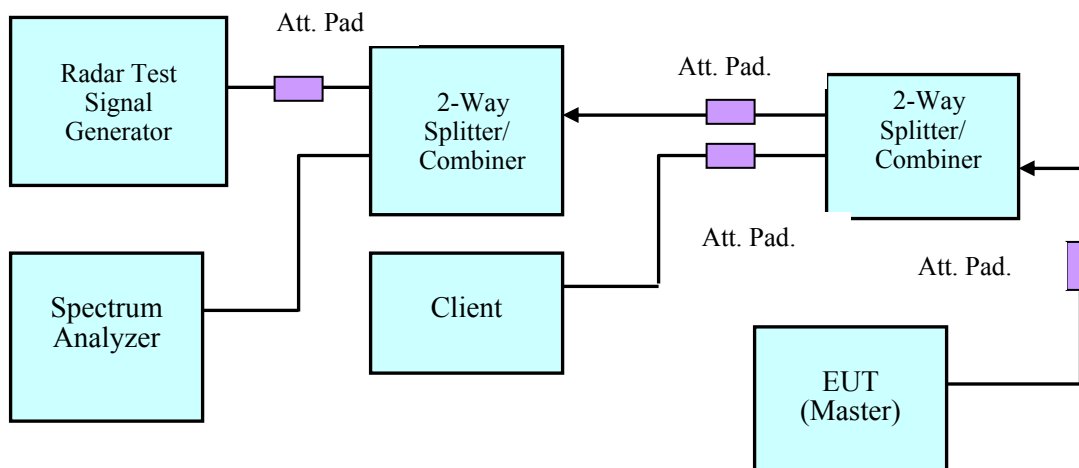 Att. Pad
Radar Test
Signal
Generator
2-Way
Splitter/
Combiner
Att. Pad.
2-Way
Splitter/
Combiner
Att. Pad.
Att. Pad.
Spectrum
Analyzer
Client
EUT
(Master)